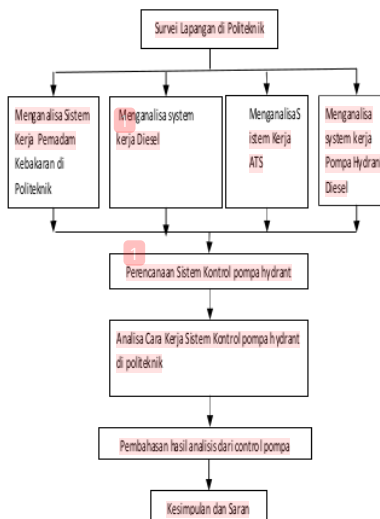 Survei Lapangan di Politeknik
Menganalisa Sistem
Kerja Pemadam
Kebakaran di
Politeknik
Menganalisa system
kerja Diesel
1
MenganalisaS
istem Kerja
ATS
Menganalisa
system kerja
Pompa Hydran
Diesel
1
Perencanaan Sistem Kontrol pompa hydrant
Analisa Cara Kerja Sistem Kontrol pompa hydrant
di politeknik
Pembahasan hasil analisis dari control pompa
Kesimpulan dan Saran